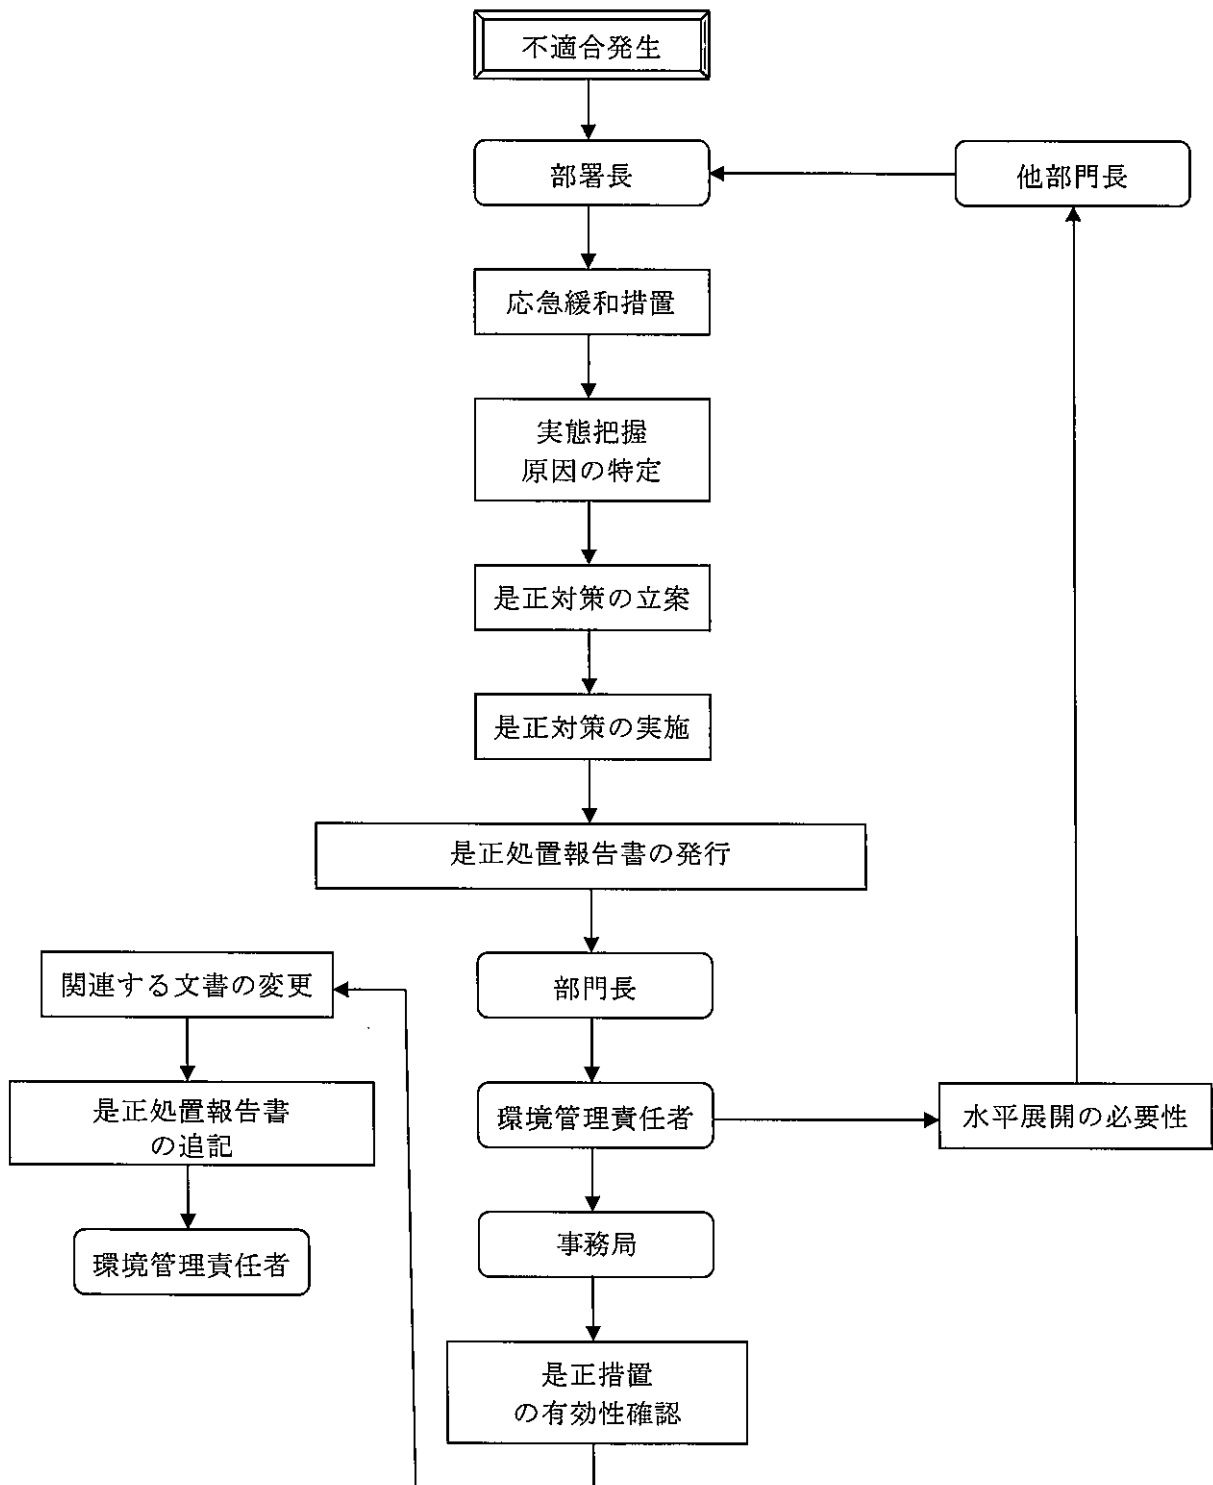 不適合発生
部署長
他部門長
応急緩和措置
実態把握
原因の特定
是正対策の立案
是正対策の実施
是正処置報告書の発行
関連する文書の変更
部門長
是正処置報告書
の追記
環境管理責任者
水平展開の必要性
環境管理責任者
事務局
是正措置
の有効性確認